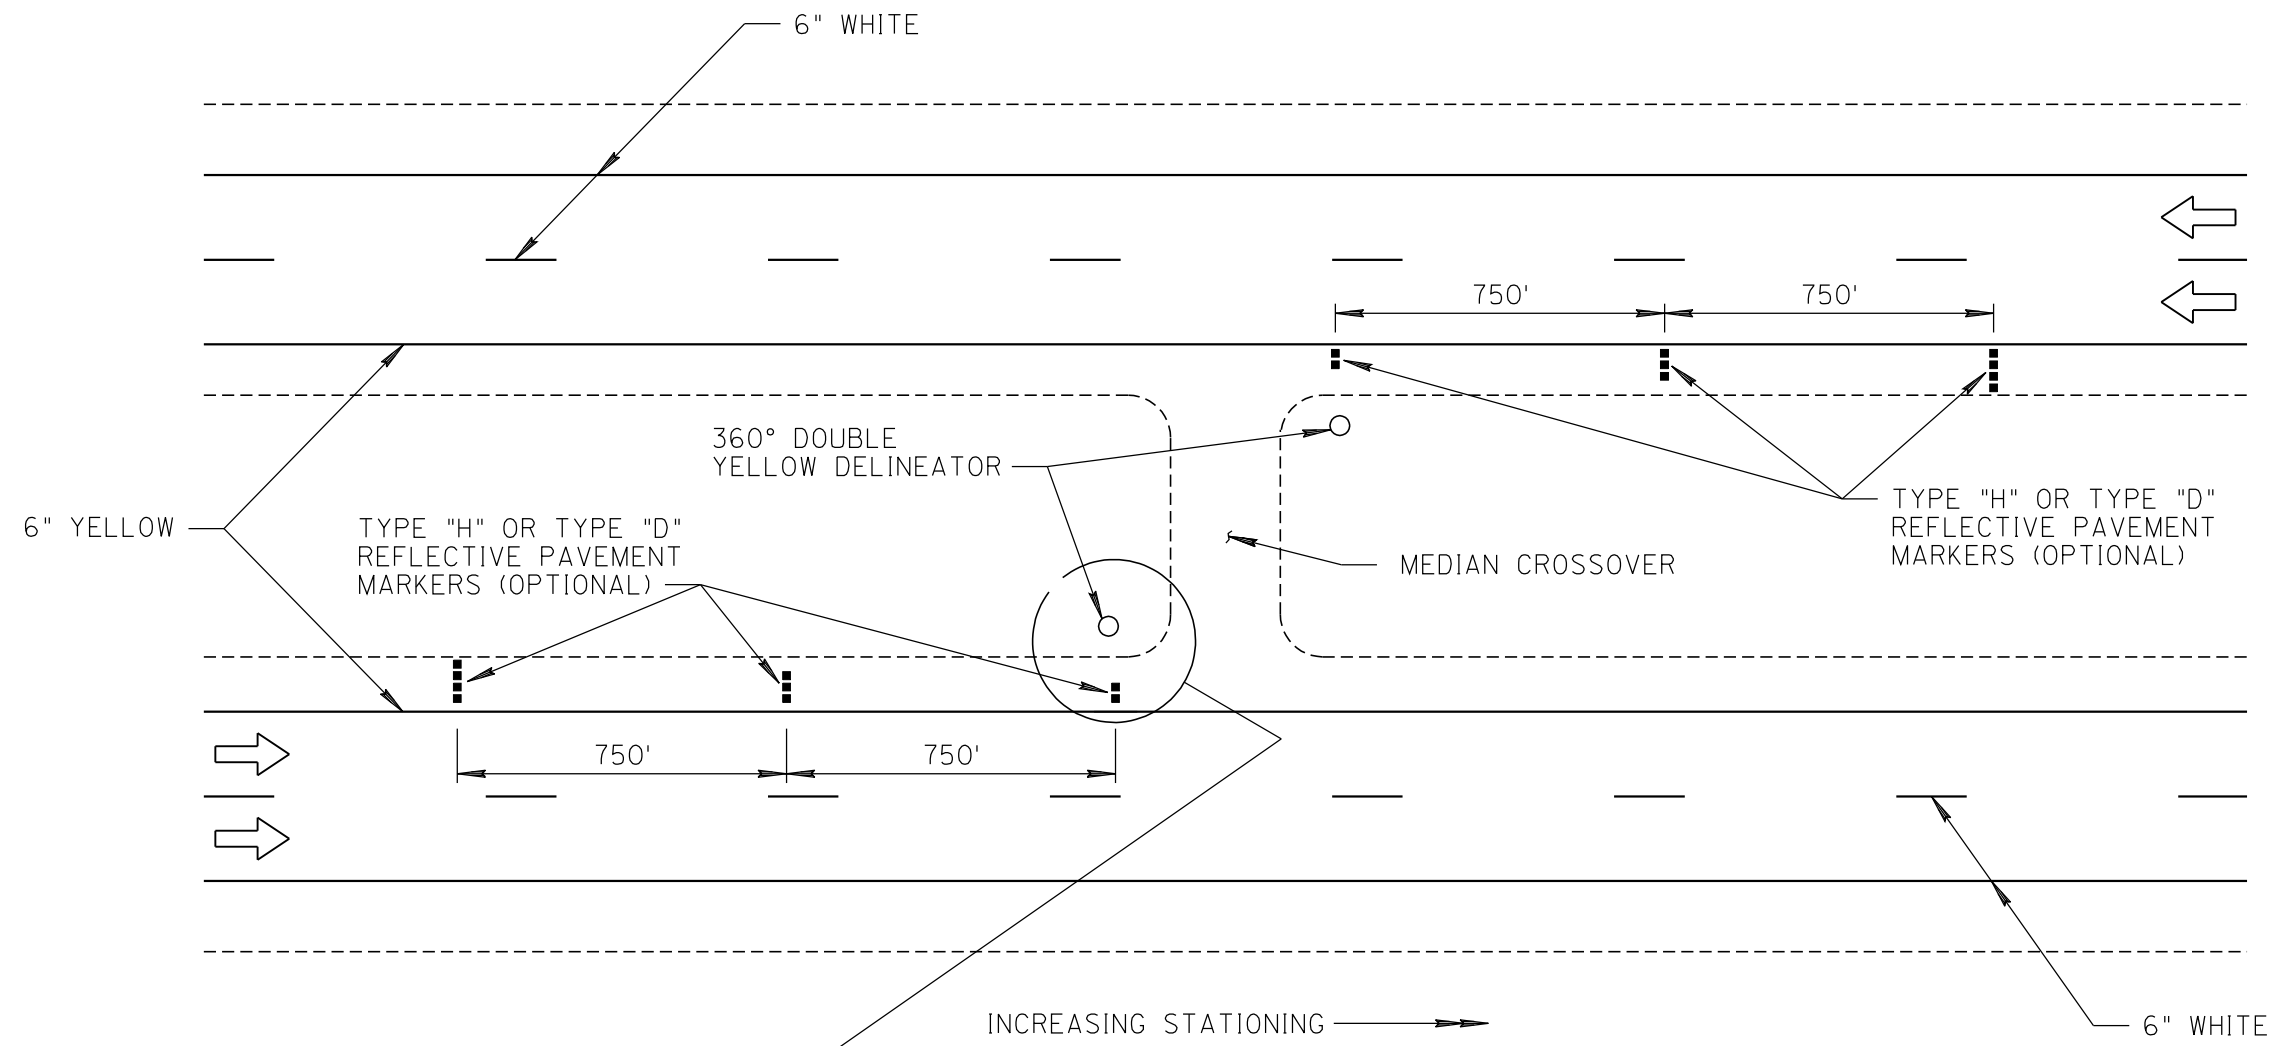 6" WHITE
750'
750'
360° DOUBLE
YELLOW DELINEATOR
TYPE "H" OR TYPE "D"
REFLECTIVE PAVEMENT
MARKERS (OPTIONAL)
6" YELLOW
TYPE "H" OR TYPE "D"
REFLECTIVE PAVEMENT
MARKERS (OPTIONAL)
MEDIAN CROSSOVER
750'
750'
INCREASING STATIONING
6" WHITE